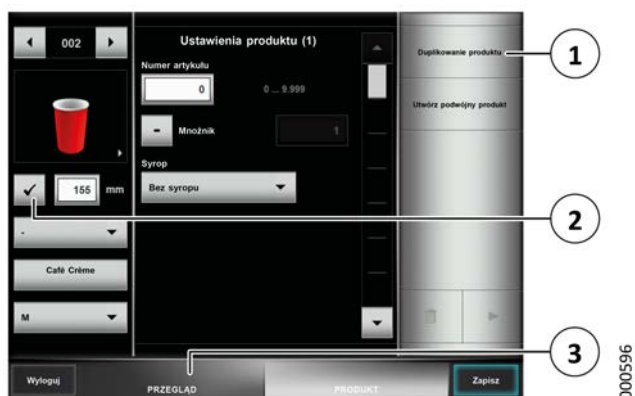 002
Ustawienia produktu (1)
Numer artykułu
0
0 ... 9.999
Mnożnik
1
Syrop
Bez syropu
155 mm
-
Café Crème
M
Duplikowanie produktu
Utwórz podwójny produkt
Wyloguj
PRZEGLĄD
PRODUKT
Zapisz
1
2
3
000596